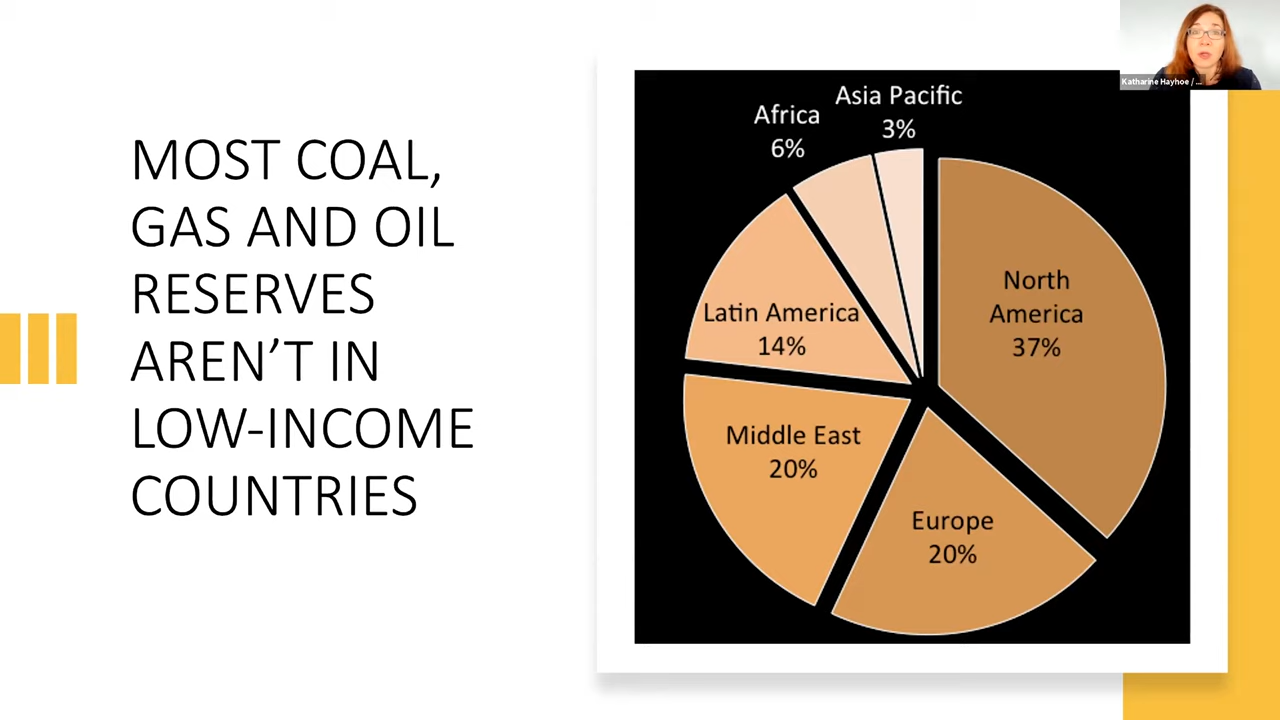 MOST COAL,
GAS AND OIL
RESERVES
AREN’T IN
LOW-INCOME
COUNTRIES
Asia Pacific
3%
Africa
6%
North
America
37%
Latin America
14%
Middle East
20%
Europe
20%
Katharine Hayhoe / ...